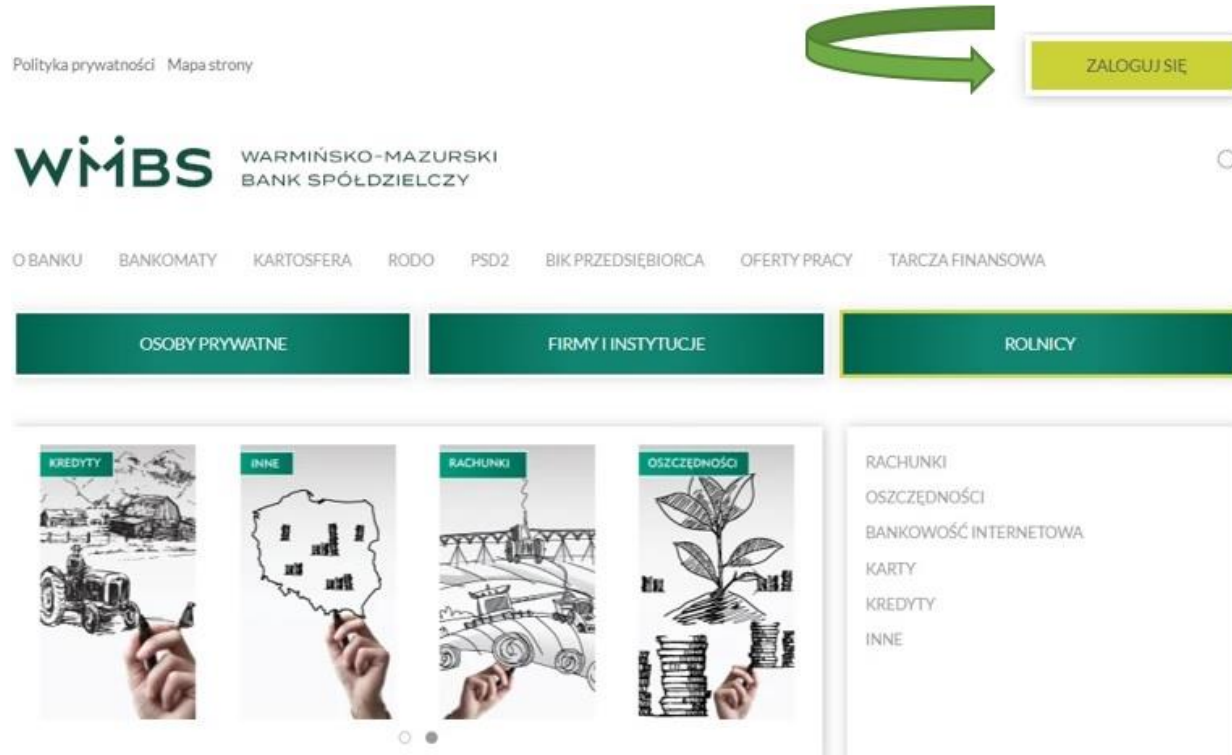 Polityka prywatności Mapa strony
ZALOGUJ SIĘ
WMBS
WARMIŃSKO-MAZURSKI
BANK SPÓŁDZIELCZY
O BANKU BANKOMATY KARTOSFERA RODO PSD2 BIK PRZEDSIĘBIORCA OFERTY PRACY TARCZA FINANSOWA
OSOBY PRYWATNE FIRMY I INSTYTUCJE ROLNICY
KREDYTY INNE RACHUNKI OSZCZĘDNOŚCI
RACHUNKI
OSZCZĘDNOŚCI
BANKOWOŚĆ INTERNETOWA
KARTY
KREDYTY
INNE